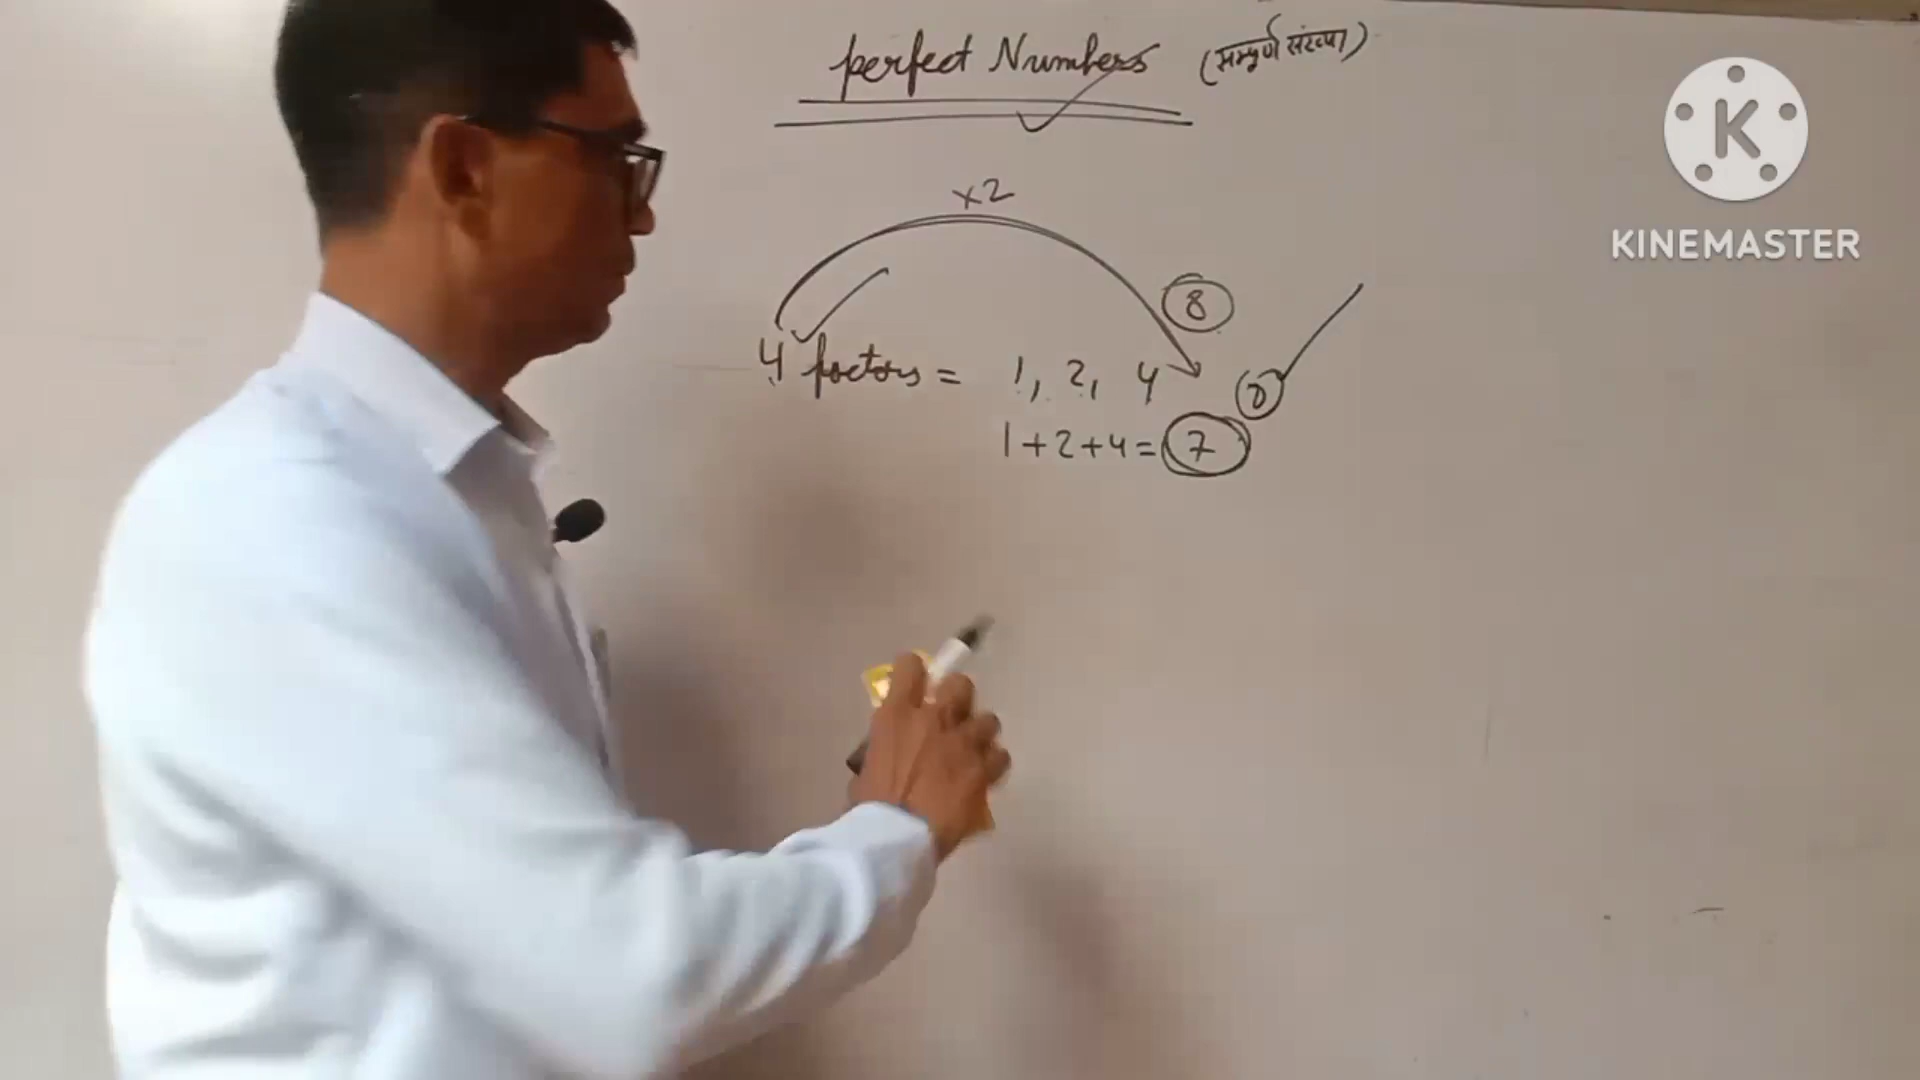 perfect Numbers (सम्पूर्ण संख्या)
×2
8
4 factors = 1, 2, 4
8
1+2+4= 7
K
KINEMASTER